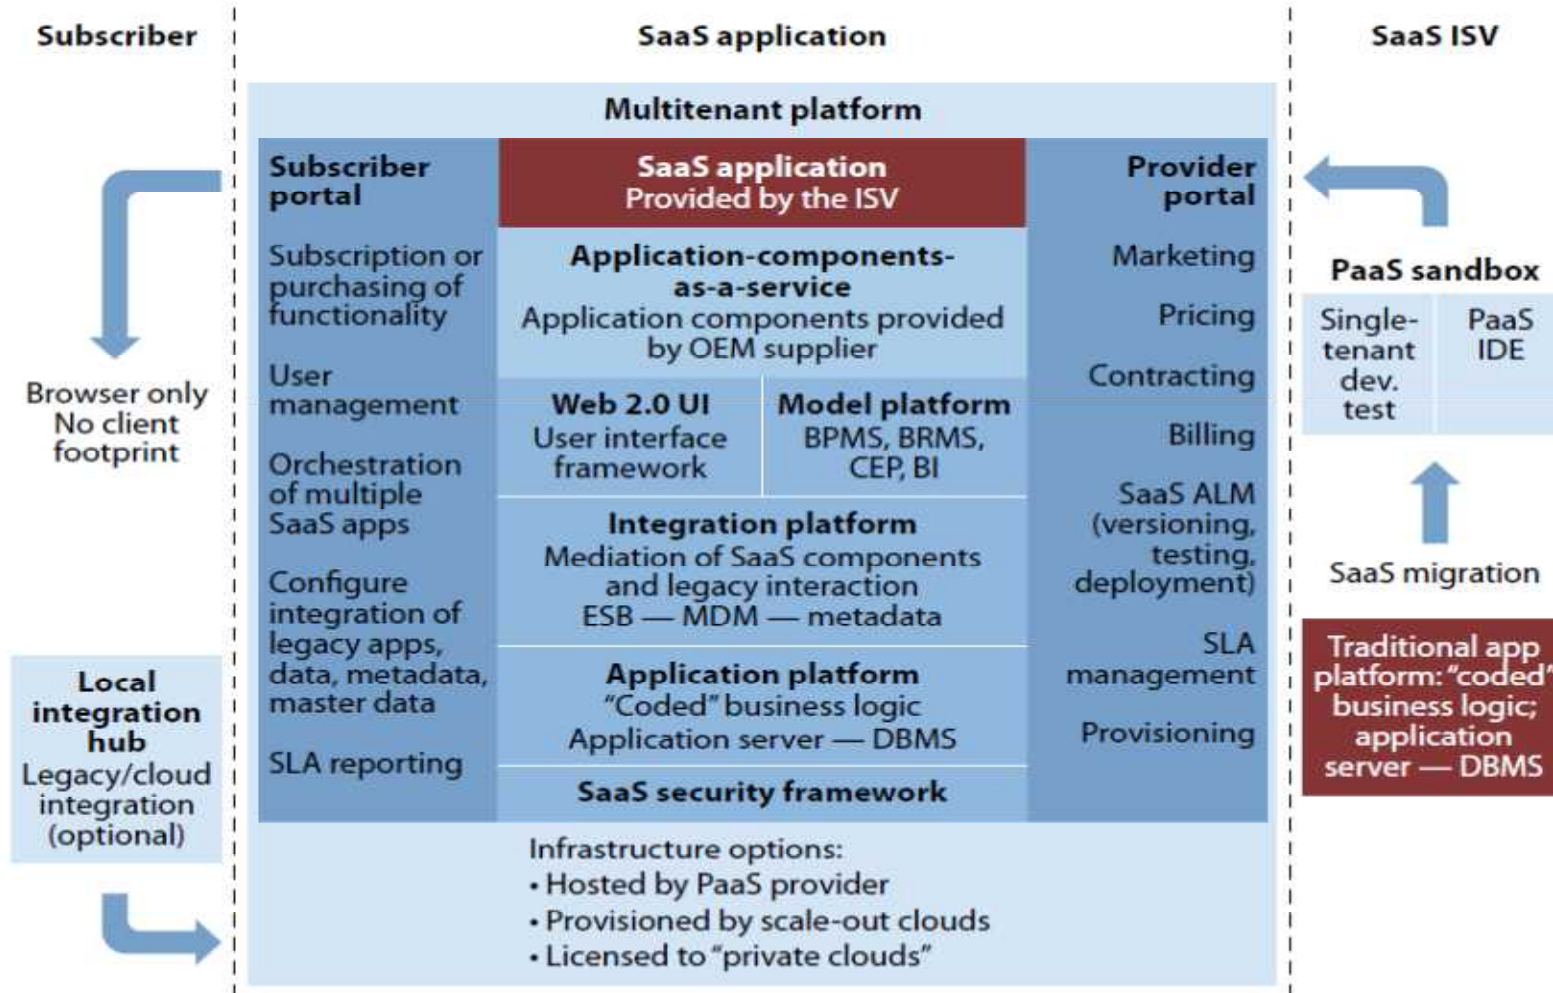 Subscriber
SaaS application
SaaS ISV
Multitenant platform
Subscriber
portal
Subscription or
purchasing of
functionality
User
management
Orchestration
of multiple
SaaS apps
Configure
integration of
legacy apps,
data, metadata,
master data
SLA reporting
SaaS application
Provided by the ISV
Application-components-
as-a-service
Application components provided
by OEM supplier
Web 2.0 UI
User interface
framework
Model platform
BPMS, BRMS,
CEP, BI
Integration platform
Mediation of SaaS components
and legacy interaction
ESB — MDM — metadata
Application platform
“Coded” business logic
Application server — DBMS
SaaS security framework
Provider
portal
Marketing
Pricing
Contracting
Billing
SaaS ALM
(versioning,
testing,
deployment)
SLA
management
Provisioning
Infrastructure options:
• Hosted by PaaS provider
• Provisioned by scale-out clouds
• Licensed to “private clouds”
Browser only
No client
footprint
Local
integration
hub
Legacy/cloud
integration
(optional)
PaaS sandbox
Single-
tenant
dev.
test
PaaS
IDE
SaaS migration
Traditional app
platform: “coded”
business logic;
application
server — DBMS